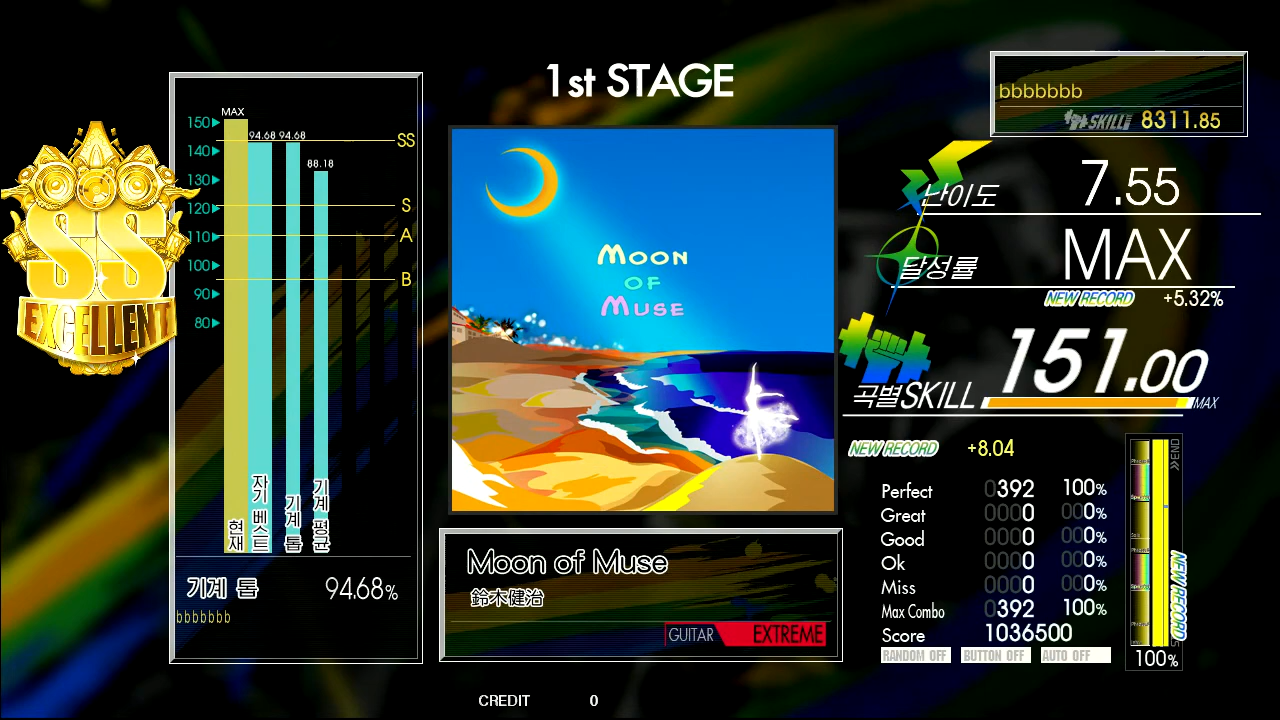 1st STAGE
bbbbbbb
SKILL 8311.85
SS
EXCELLENT
MAX
150
94.68 94.68
SS
140
88.18
130
120
S
110
A
100
B
90
80
현재
자기 베스트
기계 톱
기계 평균
기계 톱 94.68%
bbbbbbb
MOON
OF
MUSE
Moon of Muse
鈴木健治
GUITAR EXTREME
난이도 7.55
달성률 MAX
NEW RECORD +5.32%
곡별SKILL 151.00
MAX
NEW RECORD +8.04
Perfect 0392 100%
Great 0000 000%
Good 0000 000%
Ok 0000 000%
Miss 0000 000%
Max Combo 0392 100%
Score 1036500
RANDOM OFF BUTTON OFF AUTO OFF
END
NEW RECORD
100%
CREDIT 0